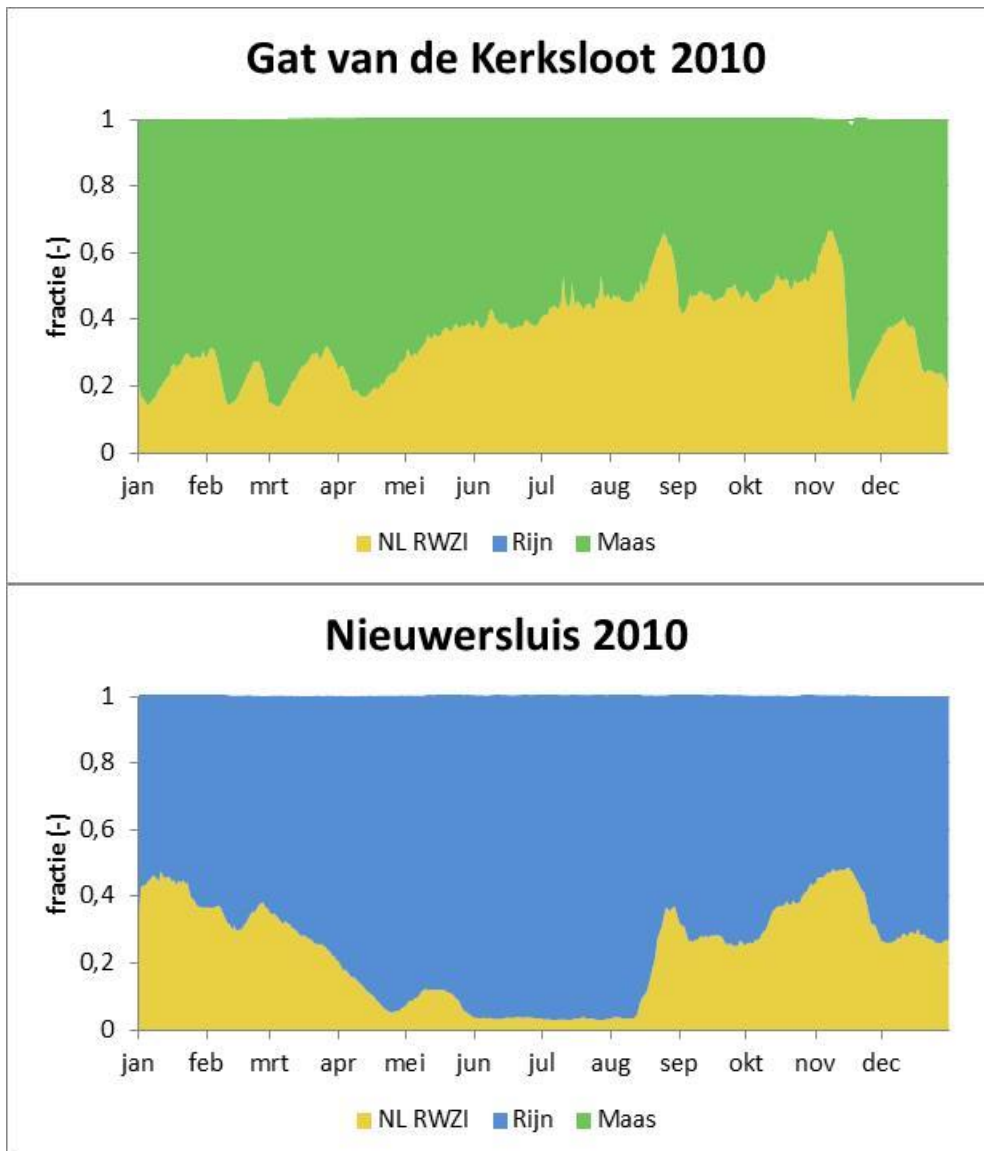 Gat van de Kerksloot 2010
fractie (-)
1
0,8
0,6
0,4
0,2
0
jan feb mrt apr mei jun jul aug sep okt nov dec
NL RWZI Rijn Maas
Nieuwersluis 2010
fractie (-)
1
0,8
0,6
0,4
0,2
0
jan feb mrt apr mei jun jul aug sep okt nov dec
NL RWZI Rijn Maas